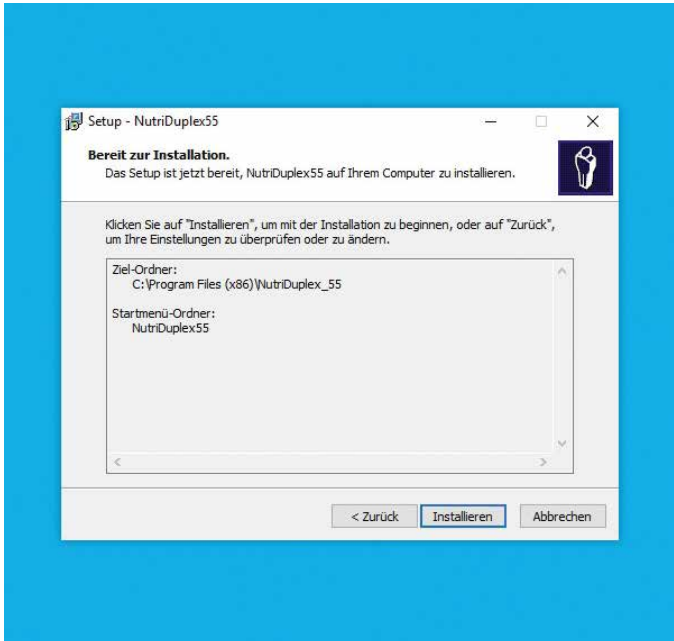 Setup - NutriDuplex55
Bereit zur Installation.
Das Setup ist jetzt bereit, NutriDuplex55 auf Ihrem Computer zu installieren.
Klicken Sie auf "Installieren", um mit der Installation zu beginnen, oder auf "Zurück",
um Ihre Einstellungen zu überprüfen oder zu ändern.
Ziel-Ordner:
C:\Program Files (x86)\NutriDuplex_55
Startmenü-Ordner:
NutriDuplex55
< Zurück Installieren Abbrechen